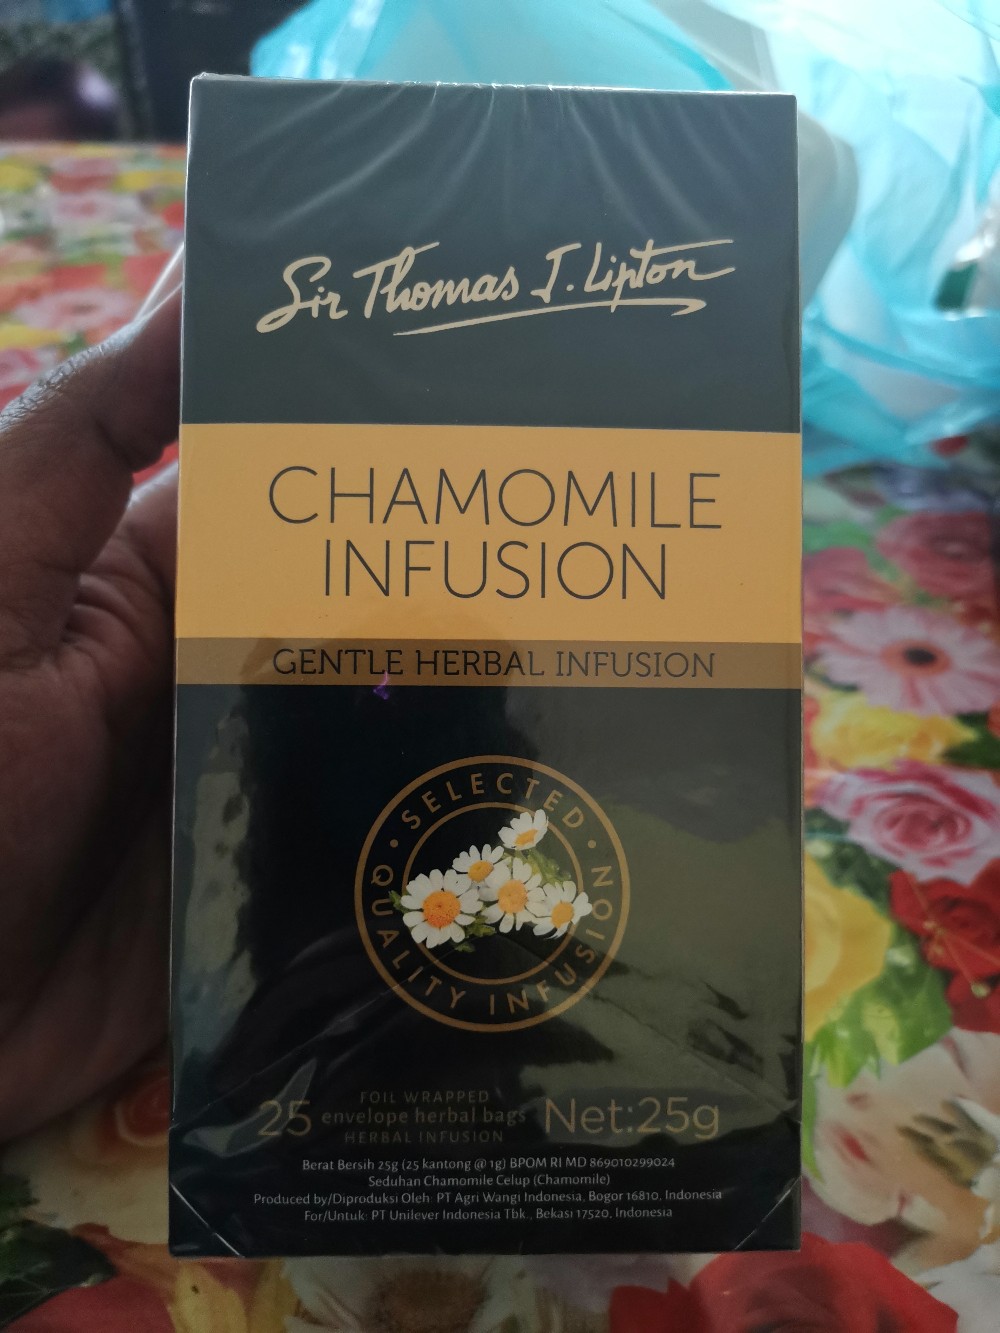 Sir Thomas J. Lipton
CHAMOMILE
INFUSION
GENTLE HERBAL INFUSION
• SELECTED •
QUALITY INFUSION
25 FOIL WRAPPED
envelope herbal bags
HERBAL INFUSION
Net:25g
Berat Bersih 25g (25 kantong @ 1g) BPOM RI MD 869010299024
Seduhan Chamomile Celup (Chamomile)
Produced by/Diproduksi Oleh: PT Agri Wangi Indonesia, Bogor 16810, Indonesia
For/Untuk: PT Unilever Indonesia Tbk., Bekasi 17520, Indonesia